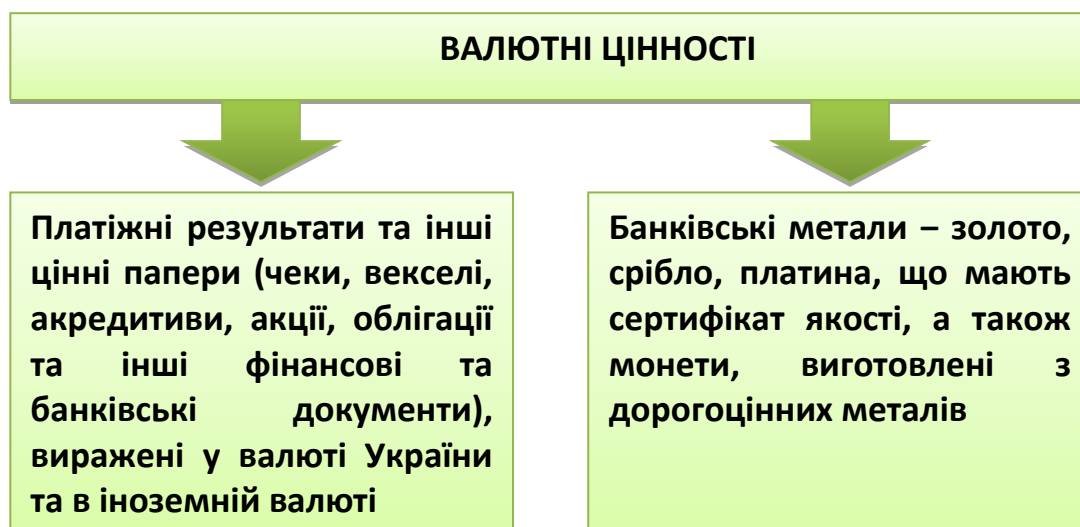 ВАЛЮТНІ ЦІННОСТІ
Платіжні результати та інші
цінні папери (чеки, векселі,
акредитиви, акції, облігації
та інші фінансові та
банківські документи),
виражені у валюті України
та в іноземній валюті
Банківські метали – золото,
срібло, платина, що мають
сертифікат якості, а також
монети, виготовлені з
дорогоцінних металів